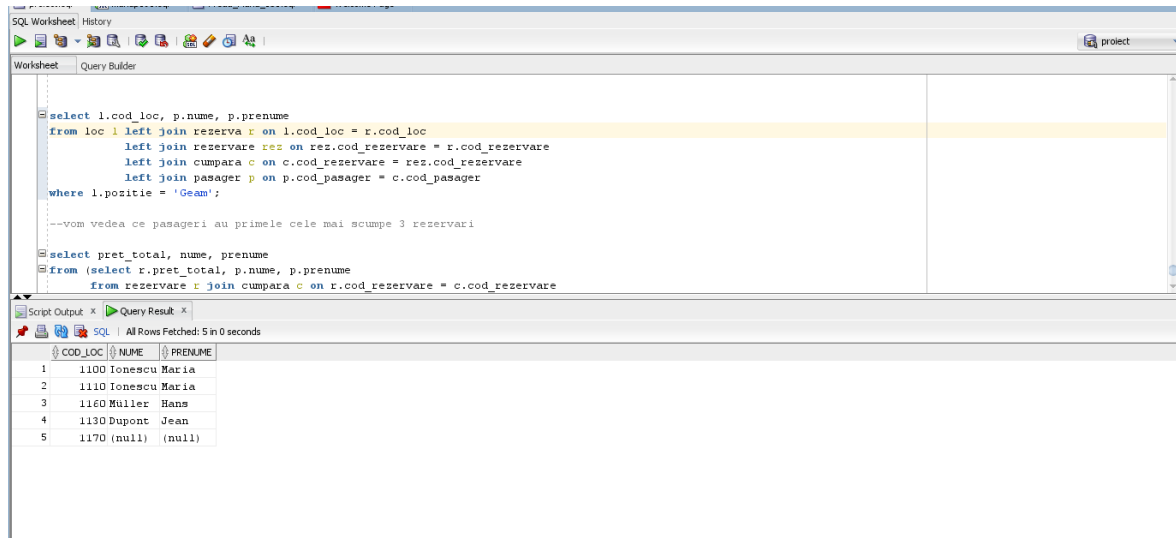 SQL Worksheet History
proiect
Worksheet Query Builder
select l.cod_loc, p.nume, p.prenume
from loc l left join rezerva r on l.cod_loc = r.cod_loc
left join rezervare rez on rez.cod_rezervare = r.cod_rezervare
left join cumpara c on c.cod_rezervare = rez.cod_rezervare
left join pasager p on p.cod_pasager = c.cod_pasager
where l.pozitie = 'Geam';
--vom vedea ce pasageri au primele cele mai scumpe 3 rezervari
select pret_total, nume, prenume
from (select r.pret_total, p.nume, p.prenume
from rezervare r join cumpara c on r.cod_rezervare = c.cod_rezervare
Script Output x Query Result x
SQL | All Rows Fetched: 5 in 0 seconds
COD_LOC NUME PRENUME
1 1100 Ionescu Maria
2 1110 Ionescu Maria
3 1160 Müller Hans
4 1130 Dupont Jean
5 1170 (null) (null)